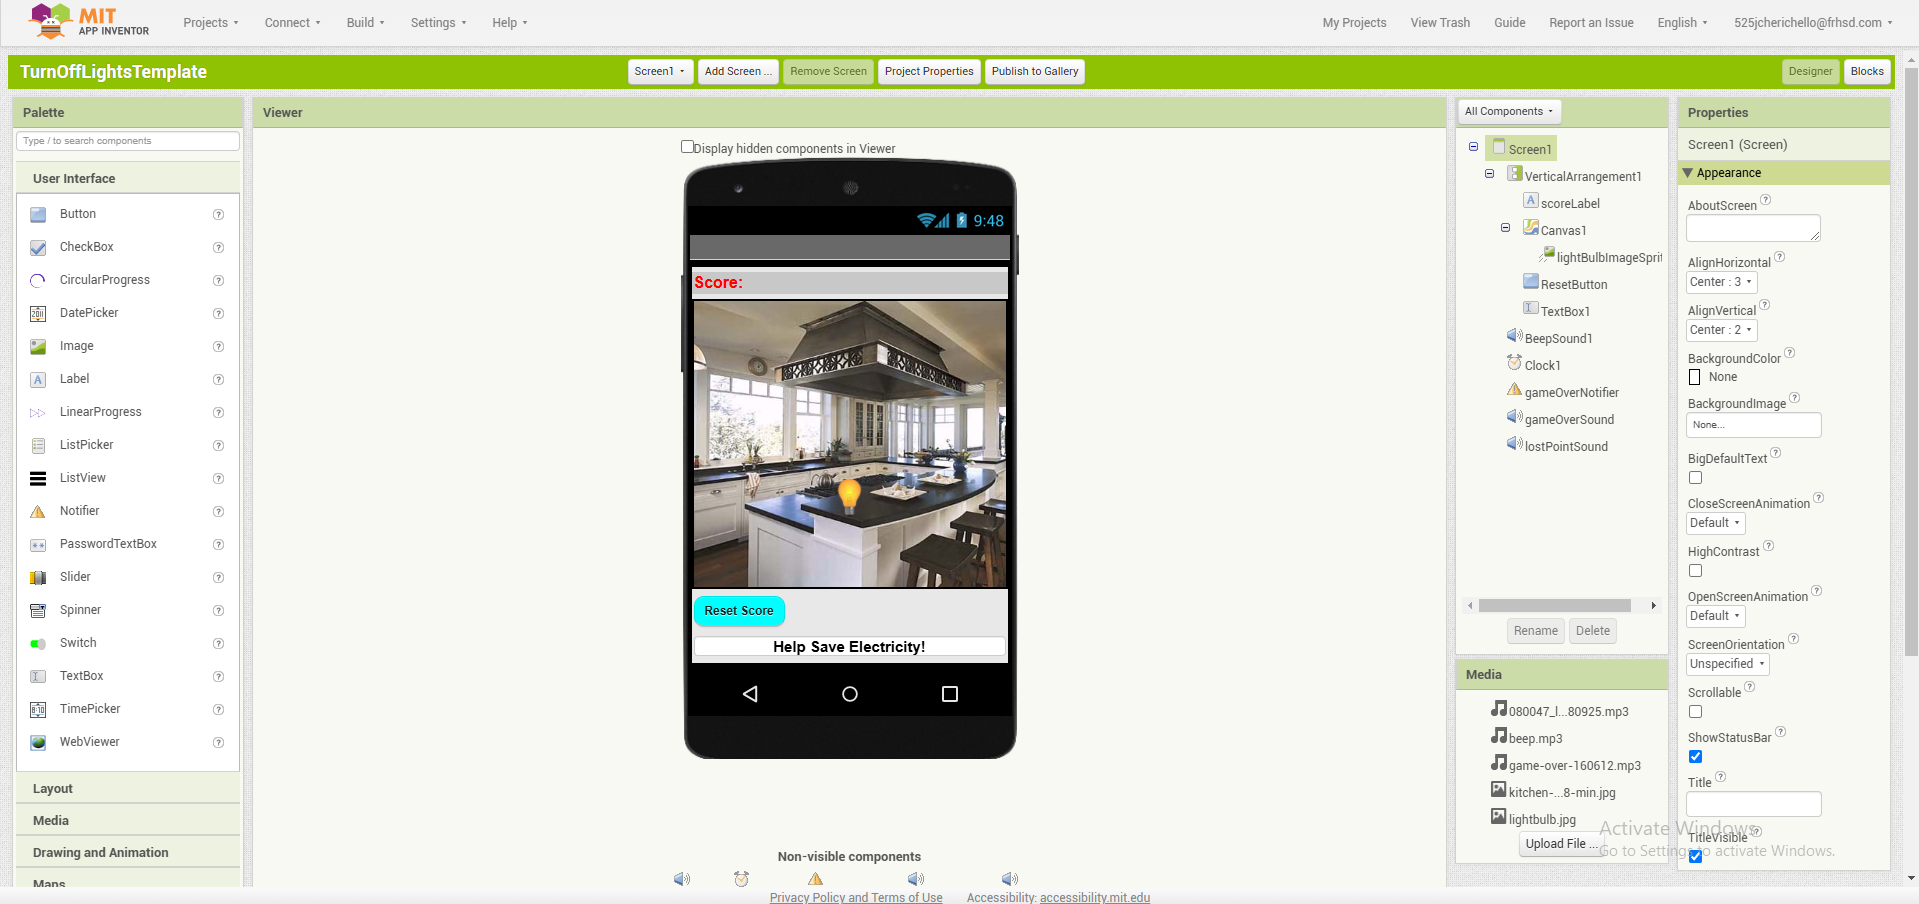 MIT
APP INVENTOR
Projects
Connect
Build
Settings
Help
My Projects
View Trash
Guide
Report an Issue
English
525jcherichello@frhsd.com
TurnOffLightsTemplate
Screen1
Add Screen ...
Remove Screen
Project Properties
Publish to Gallery
Designer
Blocks
Palette
Type / to search components
User Interface
Button
CheckBox
CircularProgress
DatePicker
Image
Label
LinearProgress
ListPicker
ListView
Notifier
PasswordTextBox
Slider
Spinner
Switch
TextBox
TimePicker
WebViewer
Layout
Media
Drawing and Animation
Maps
Viewer
Display hidden components in Viewer
9:48
Score:
Reset Score
Help Save Electricity!
Non-visible components
Privacy Policy and Terms of Use
Accessibility: accessibility.mit.edu
All Components
Screen1
VerticalArrangement1
scoreLabel
Canvas1
lightBulbImageSpri
ResetButton
TextBox1
BeepSound1
Clock1
gameOverNotifier
gameOverSound
lostPointSound
Rename
Delete
Media
080047_l...80925.mp3
beep.mp3
game-over-160612.mp3
kitchen-...8-min.jpg
lightbulb.jpg
Upload File ...
Properties
Screen1 (Screen)
Appearance
AboutScreen
AlignHorizontal
Center : 3
AlignVertical
Center : 2
BackgroundColor
None
BackgroundImage
None...
BigDefaultText
CloseScreenAnimation
Default
HighContrast
OpenScreenAnimation
Default
ScreenOrientation
Unspecified
Scrollable
ShowStatusBar
Title
TitleVisible
Activate Windows
Go to Settings to activate Windows.